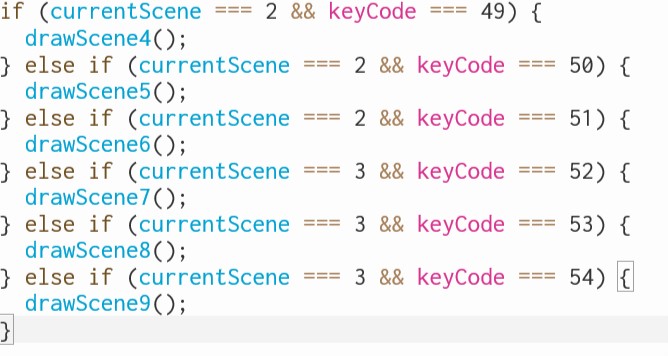 if (currentScene === 2 && keyCode === 49) {
  drawScene4();
} else if (currentScene === 2 && keyCode === 50) {
  drawScene5();
} else if (currentScene === 2 && keyCode === 51) {
  drawScene6();
} else if (currentScene === 3 && keyCode === 52) {
  drawScene7();
} else if (currentScene === 3 && keyCode === 53) {
  drawScene8();
} else if (currentScene === 3 && keyCode === 54) {
  drawScene9();
}